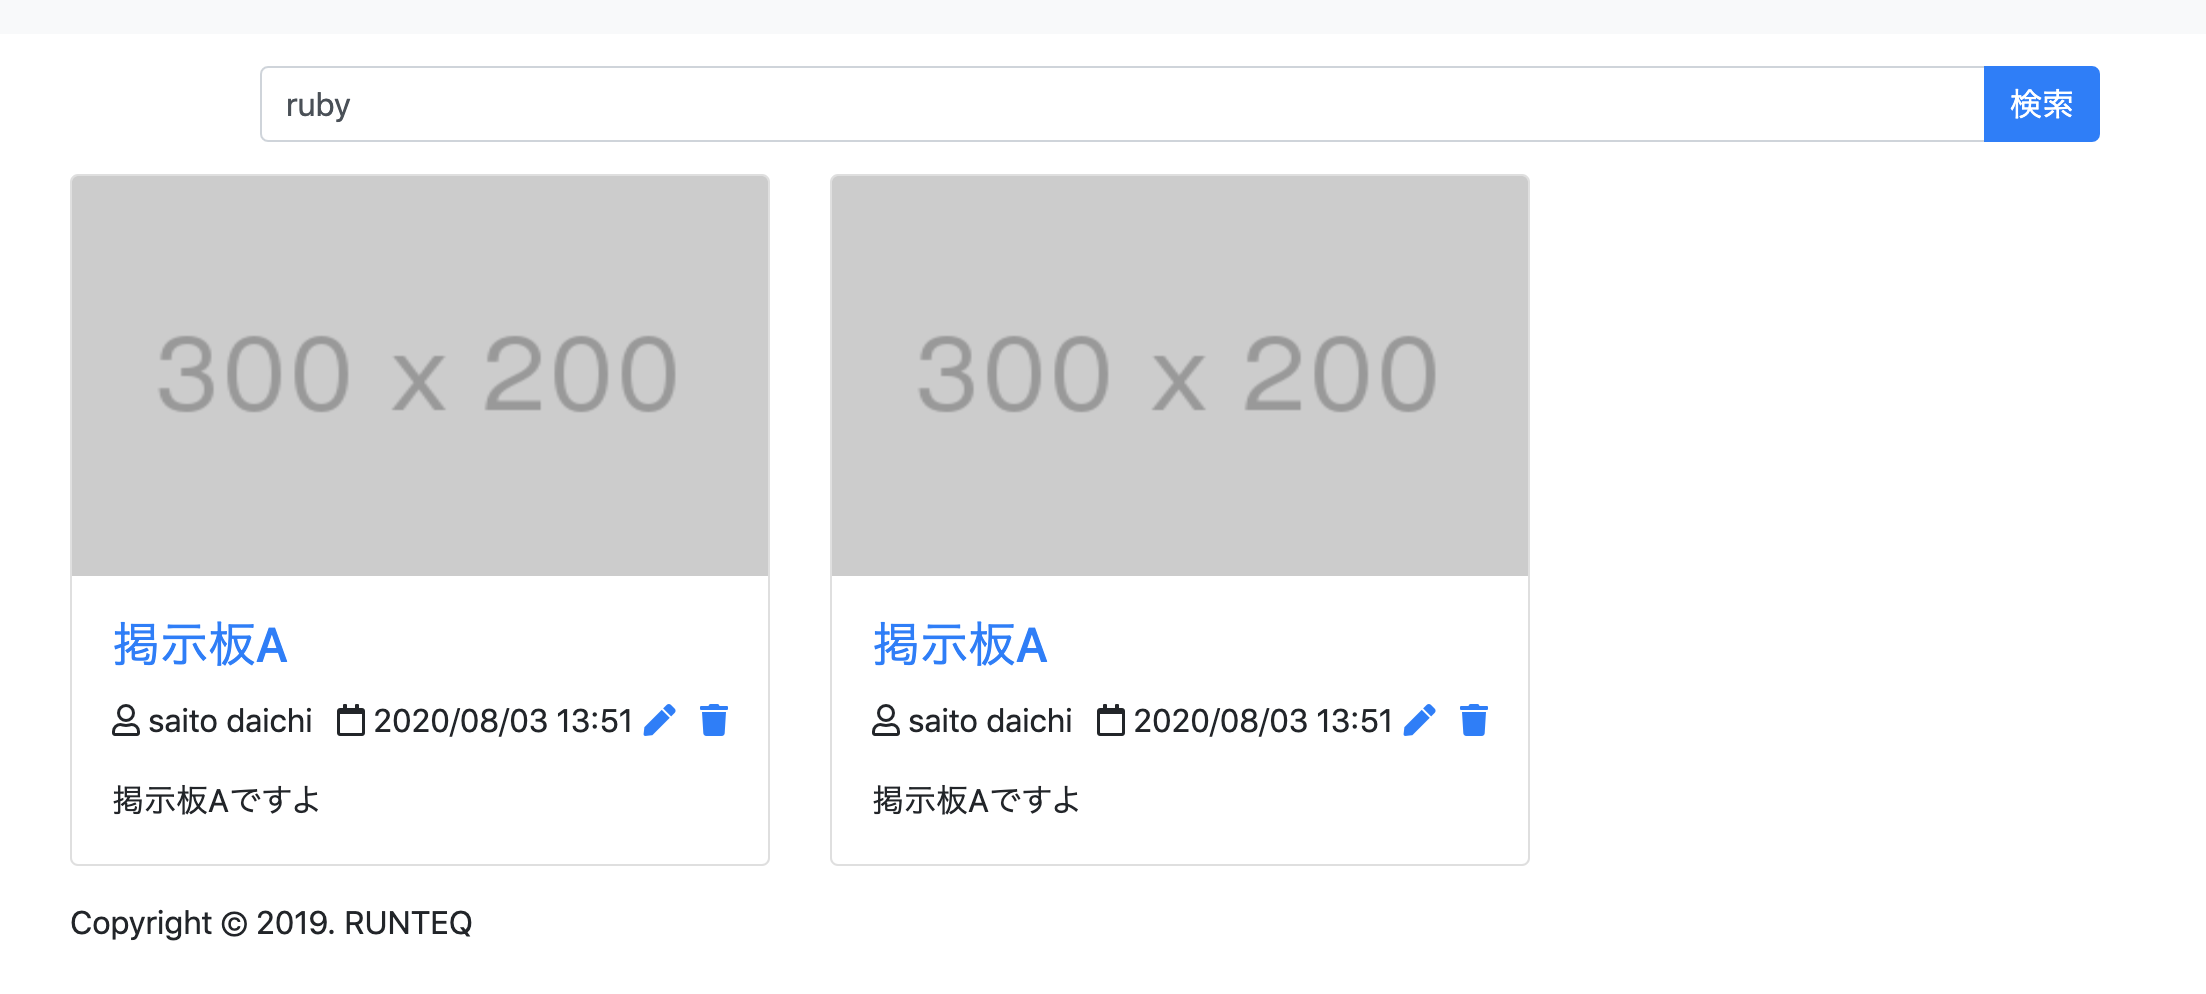 ruby 検索
300 x 200 300 x 200
掲示板A 掲示板A
saito daichi 2020/08/03 13:51 saito daichi 2020/08/03 13:51
掲示板Aですよ 掲示板Aですよ
Copyright © 2019. RUNTEQ